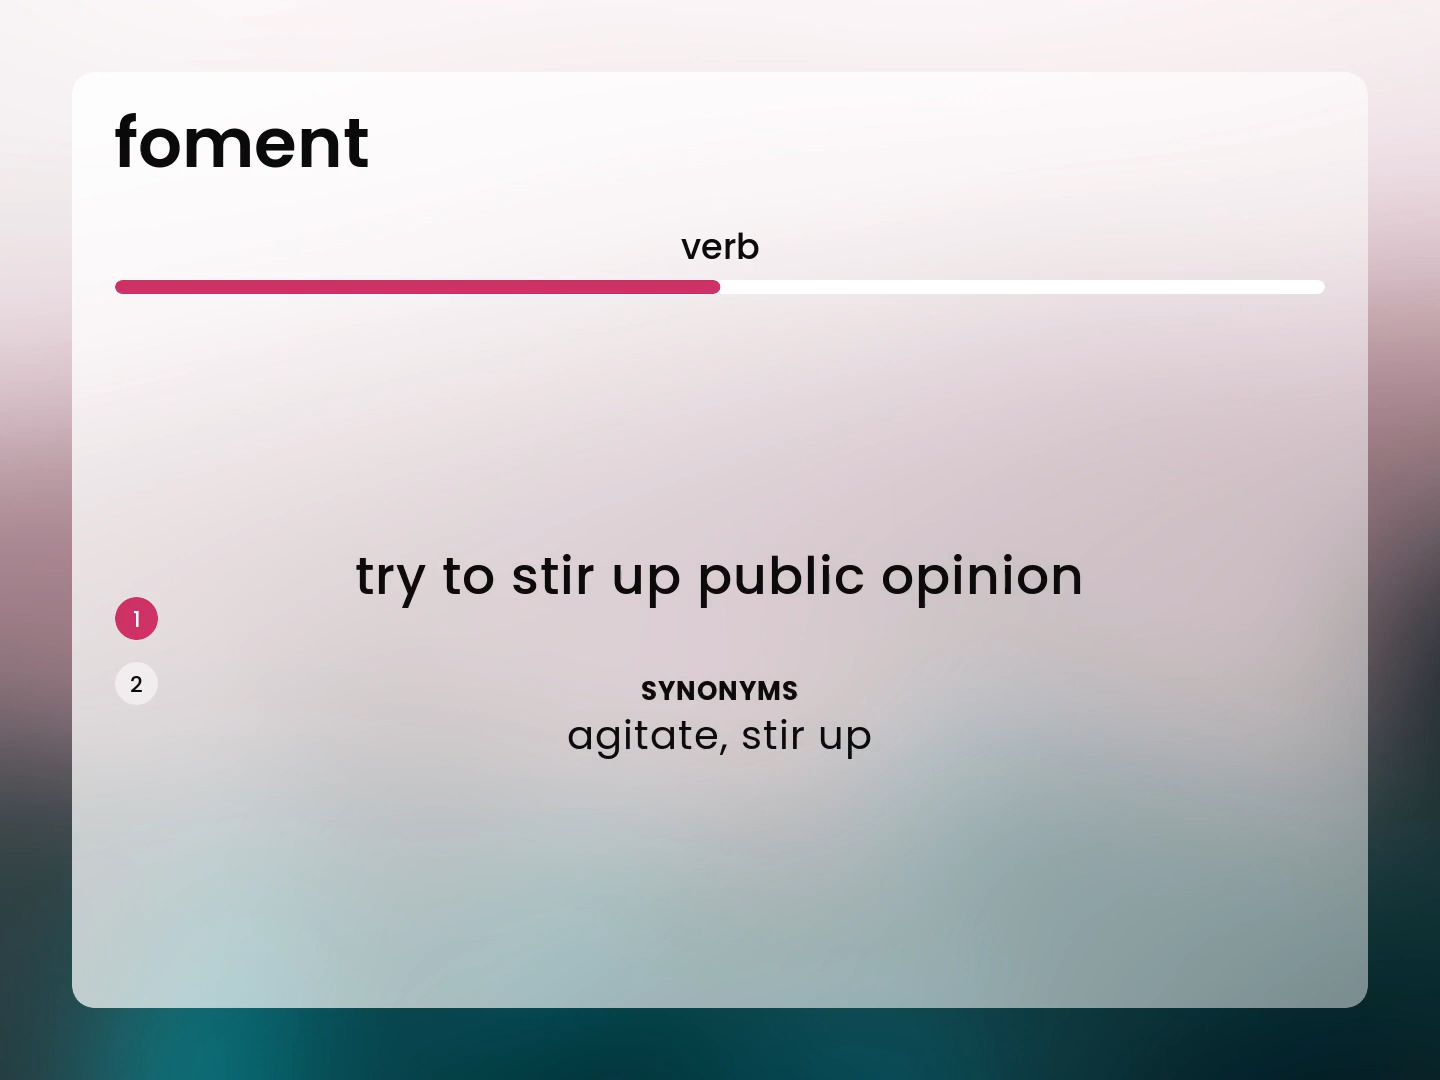 foment
verb
try to stir up public opinion
1
2
SYNONYMS
agitate, stir up